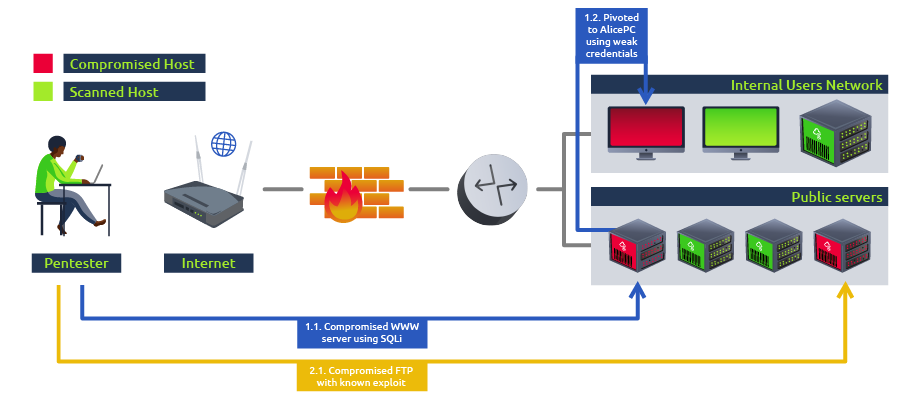 1.2. Pivoted
to AlicePC
using weak
credentials
Compromised Host
Scanned Host
Internal Users Network
Public servers
Pentester
Internet
1.1. Compromised WWW
server using SQLi
2.1. Compromised FTP
with known exploit